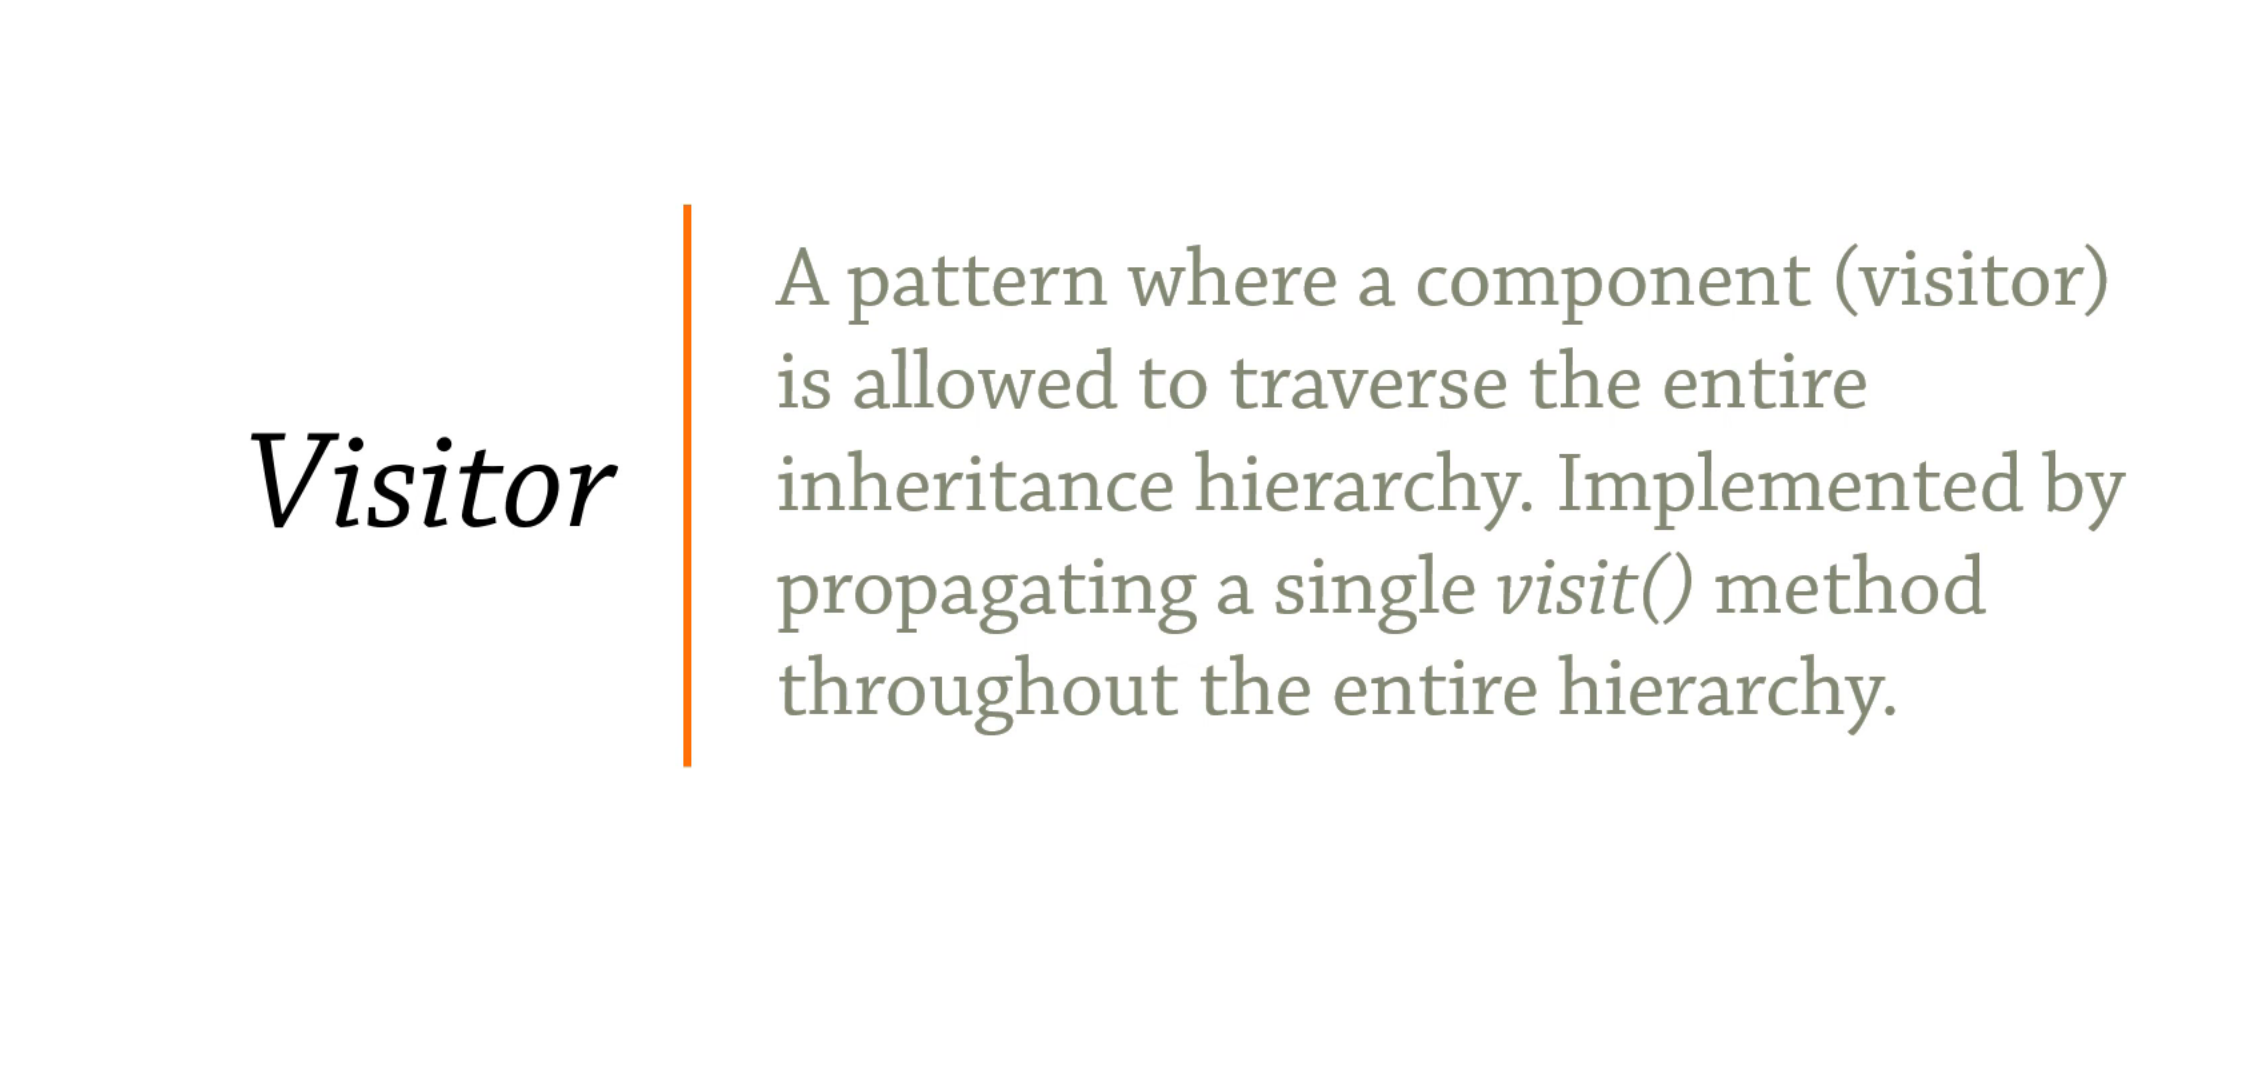 Visitor
A pattern where a component (visitor)
is allowed to traverse the entire
inheritance hierarchy. Implemented by
propagating a single visit() method
throughout the entire hierarchy.